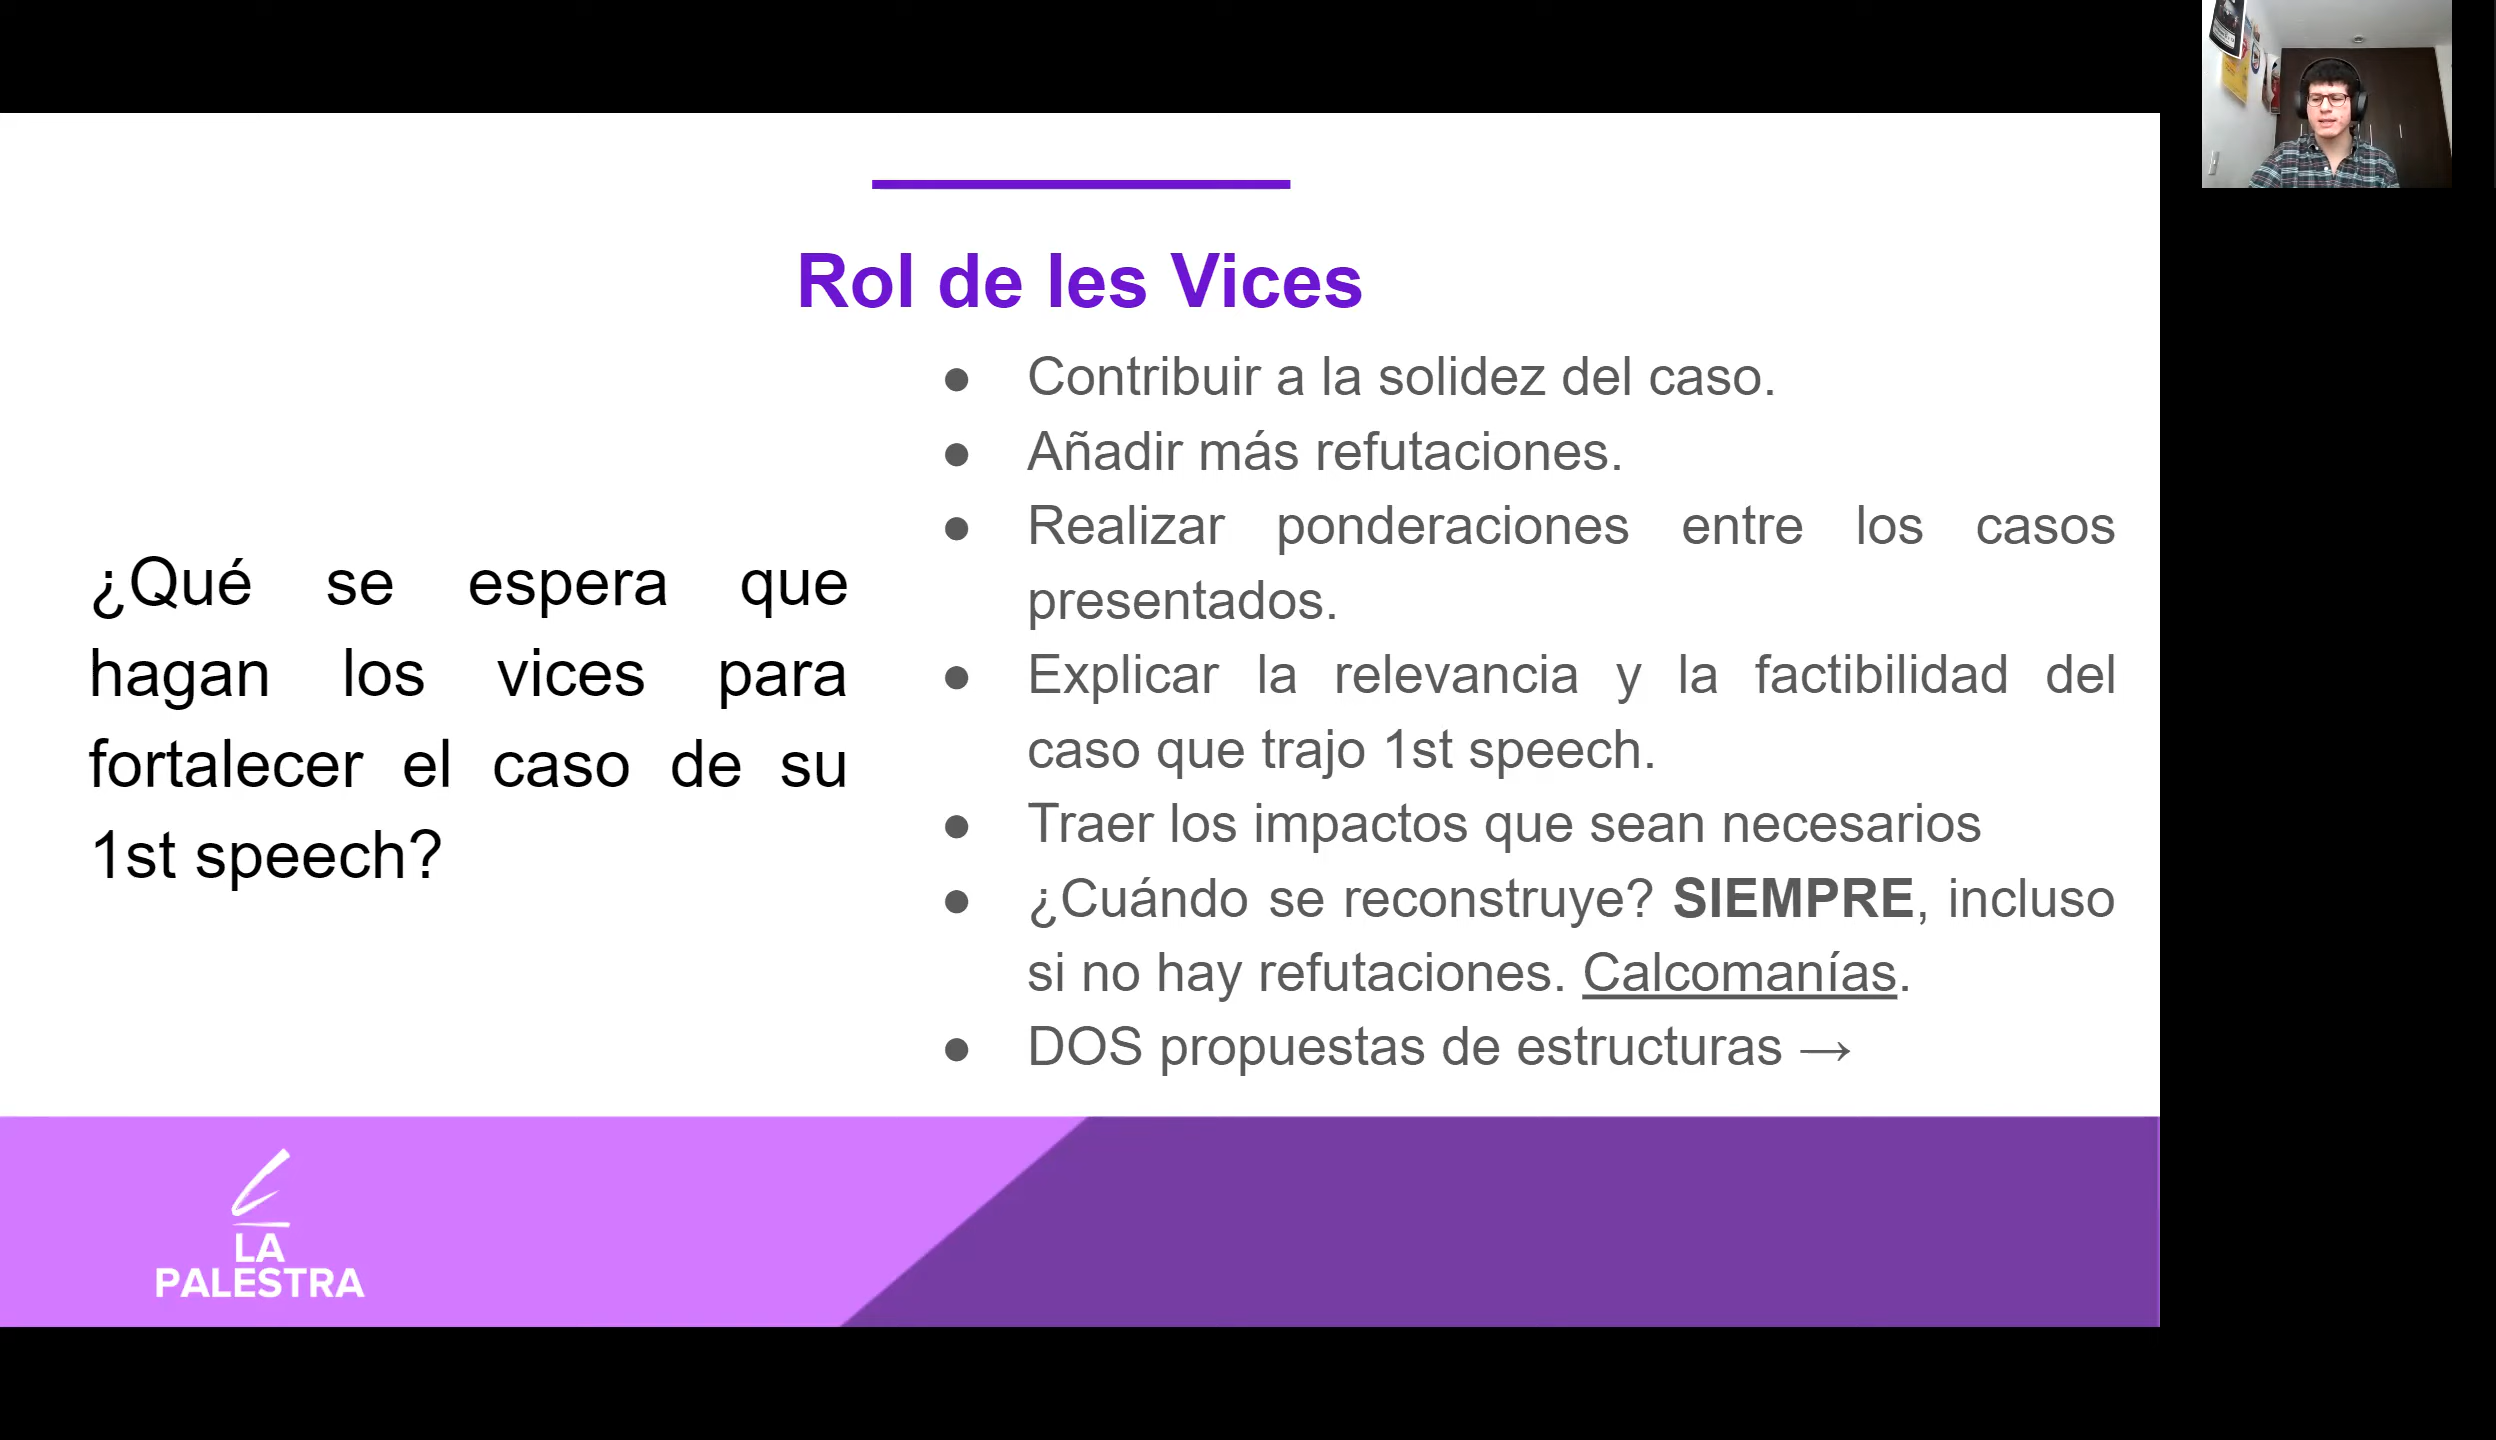 Rol de les Vices
¿Qué se espera que
hagan los vices para
fortalecer el caso de su
1st speech?
● Contribuir a la solidez del caso.
● Añadir más refutaciones.
● Realizar ponderaciones entre los casos
presentados.
● Explicar la relevancia y la factibilidad del
caso que trajo 1st speech.
● Traer los impactos que sean necesarios
● ¿Cuándo se reconstruye? SIEMPRE, incluso
si no hay refutaciones. Calcomanías.
● DOS propuestas de estructuras →
LA
PALESTRA